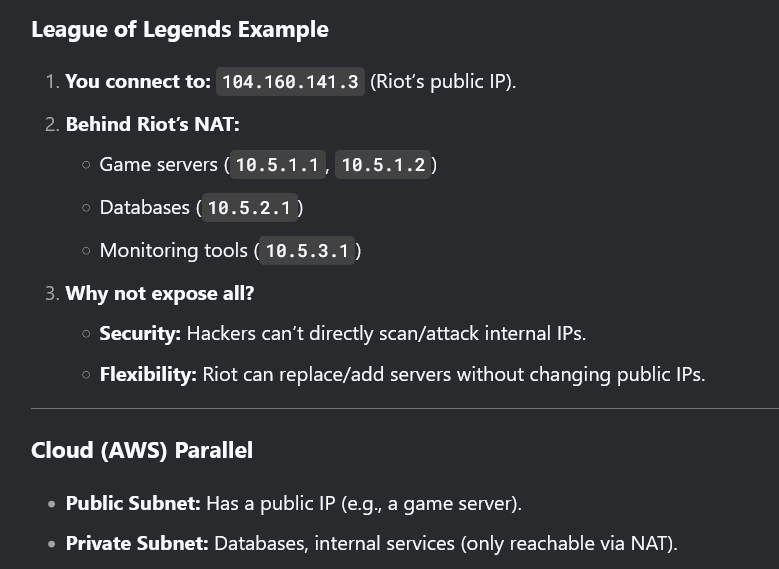 League of Legends Example
1. You connect to: 104.160.141.3 (Riot’s public IP).
2. Behind Riot’s NAT:
Game servers (10.5.1.1, 10.5.1.2)
Databases (10.5.2.1)
Monitoring tools (10.5.3.1)
3. Why not expose all?
Security: Hackers can’t directly scan/attack internal IPs.
Flexibility: Riot can replace/add servers without changing public IPs.
Cloud (AWS) Parallel
Public Subnet: Has a public IP (e.g., a game server).
Private Subnet: Databases, internal services (only reachable via NAT).